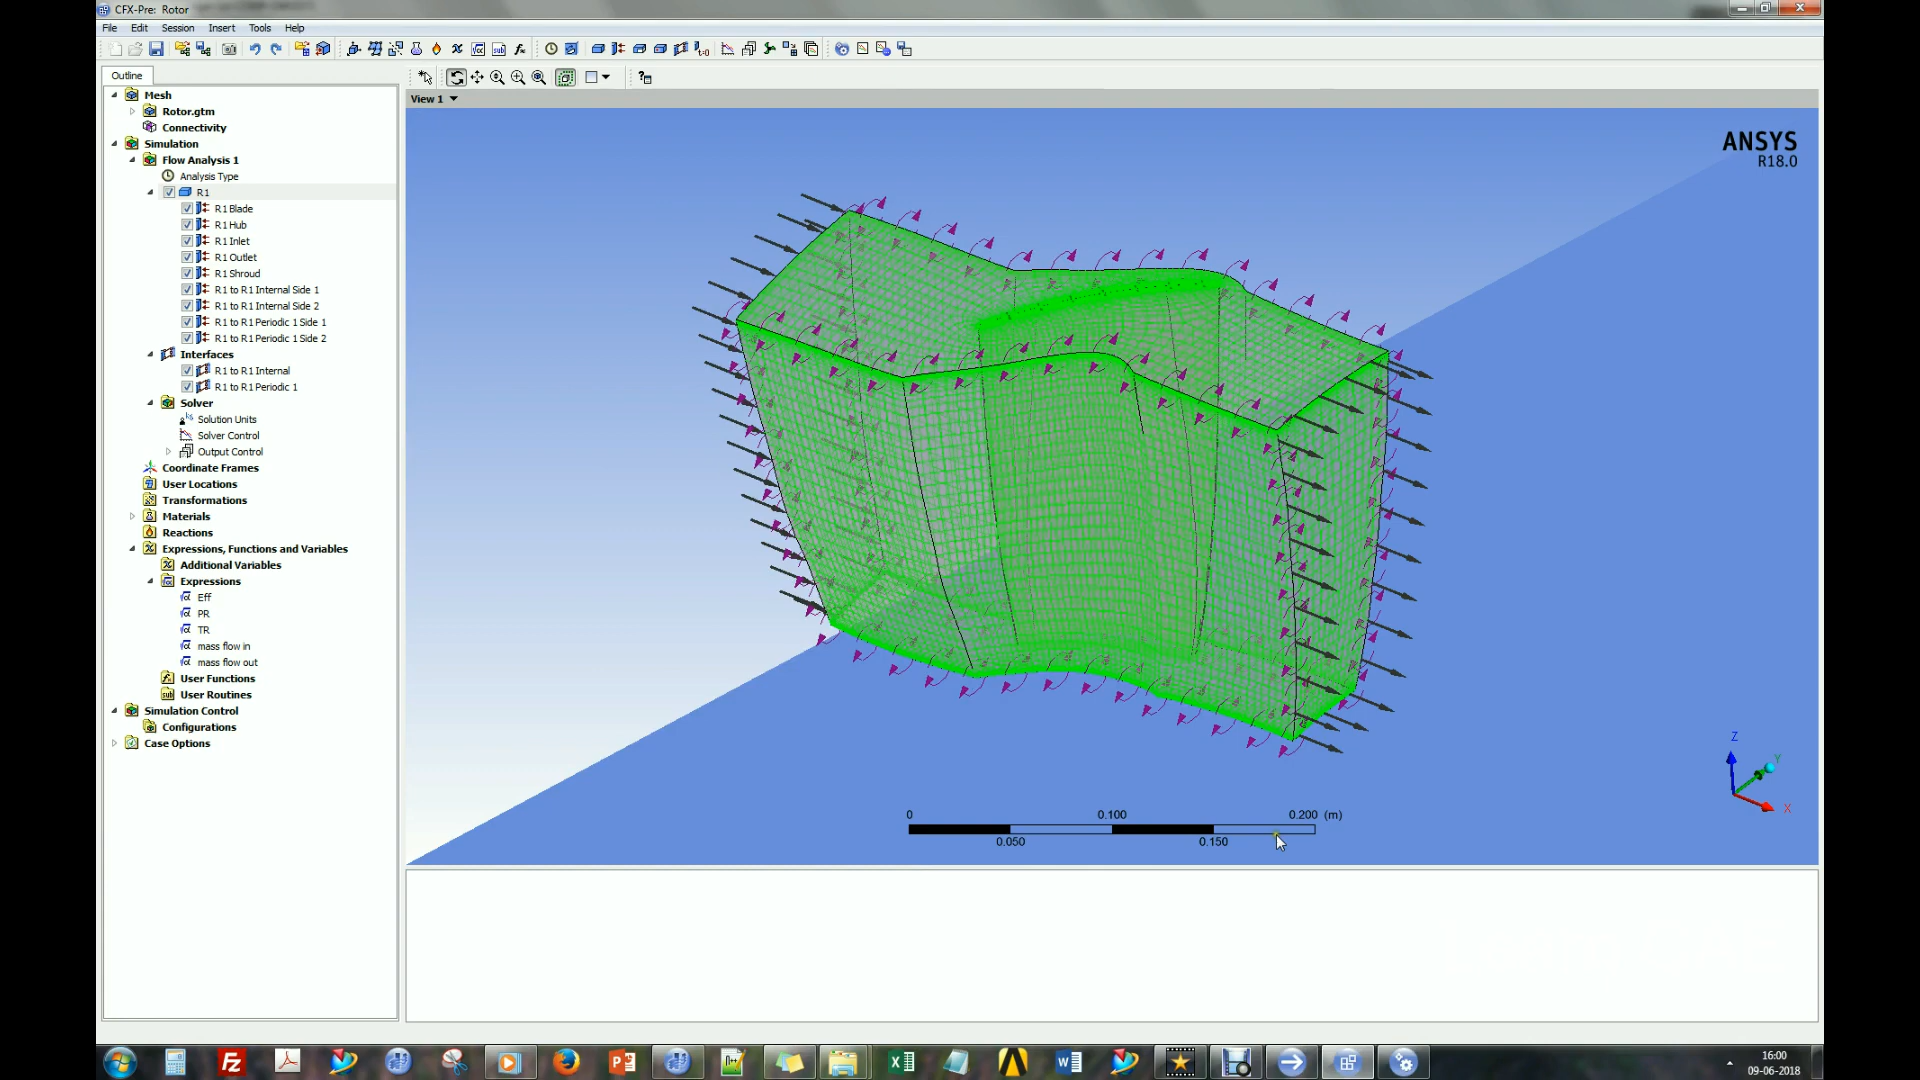 CFX-Pre: Rotor
File Edit Session Insert Tools Help
Outline
Mesh
Rotor.gtm
Connectivity
Simulation
Flow Analysis 1
Analysis Type
R1
R1 Blade
R1 Hub
R1 Inlet
R1 Outlet
R1 Shroud
R1 to R1 Internal Side 1
R1 to R1 Internal Side 2
R1 to R1 Periodic 1 Side 1
R1 to R1 Periodic 1 Side 2
Interfaces
R1 to R1 Internal
R1 to R1 Periodic 1
Solver
Solution Units
Solver Control
Output Control
Coordinate Frames
User Locations
Transformations
Materials
Reactions
Expressions, Functions and Variables
Additional Variables
Expressions
Eff
PR
TR
mass flow in
mass flow out
User Functions
User Routines
Simulation Control
Configurations
Case Options
View 1
ANSYS
R18.0
Z
Y
X
0 0.100 0.200 (m)
0.050 0.150
16:00
09-06-2018